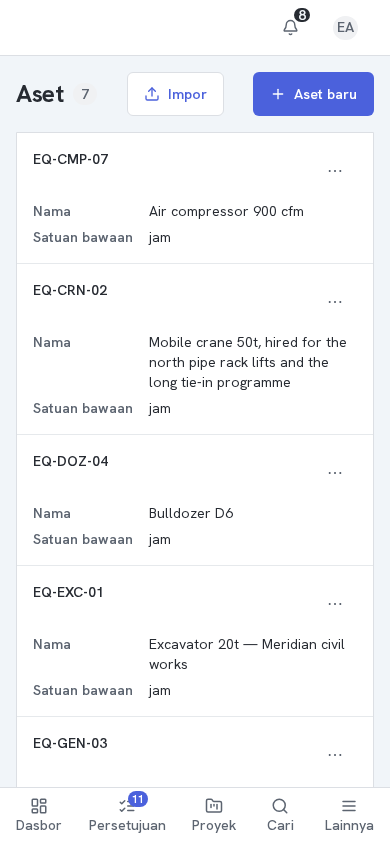 8
EA
Aset 7
Impor
Aset baru
EQ-CMP-07
...
Nama
Air compressor 900 cfm
Satuan bawaan
jam
EQ-CRN-02
...
Nama
Mobile crane 50t, hired for the
north pipe rack lifts and the
long tie-in programme
Satuan bawaan
jam
EQ-DOZ-04
...
Nama
Bulldozer D6
Satuan bawaan
jam
EQ-EXC-01
...
Nama
Excavator 20t — Meridian civil
works
Satuan bawaan
jam
EQ-GEN-03
...
11
Dasbor
Persetujuan
Proyek
Cari
Lainnya